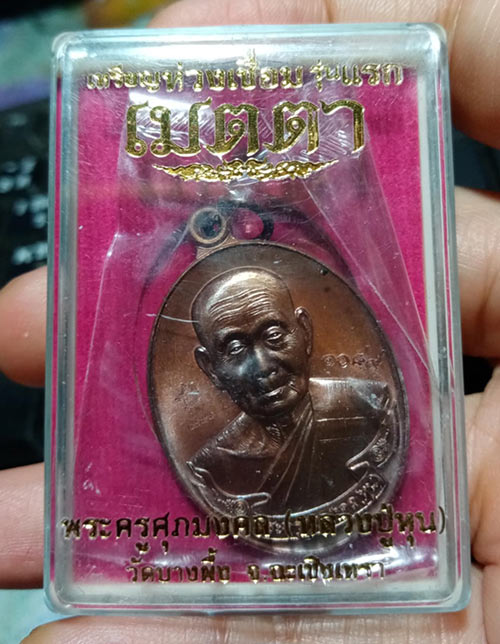 เหรียญห่วงเชื่อม รุ่นแรก
เมตตา
๑๐๘๙
พระครูศุภมงคล (หลวงปู่หุน)
วัดบางผึ้ง จ.ฉะเชิงเทรา